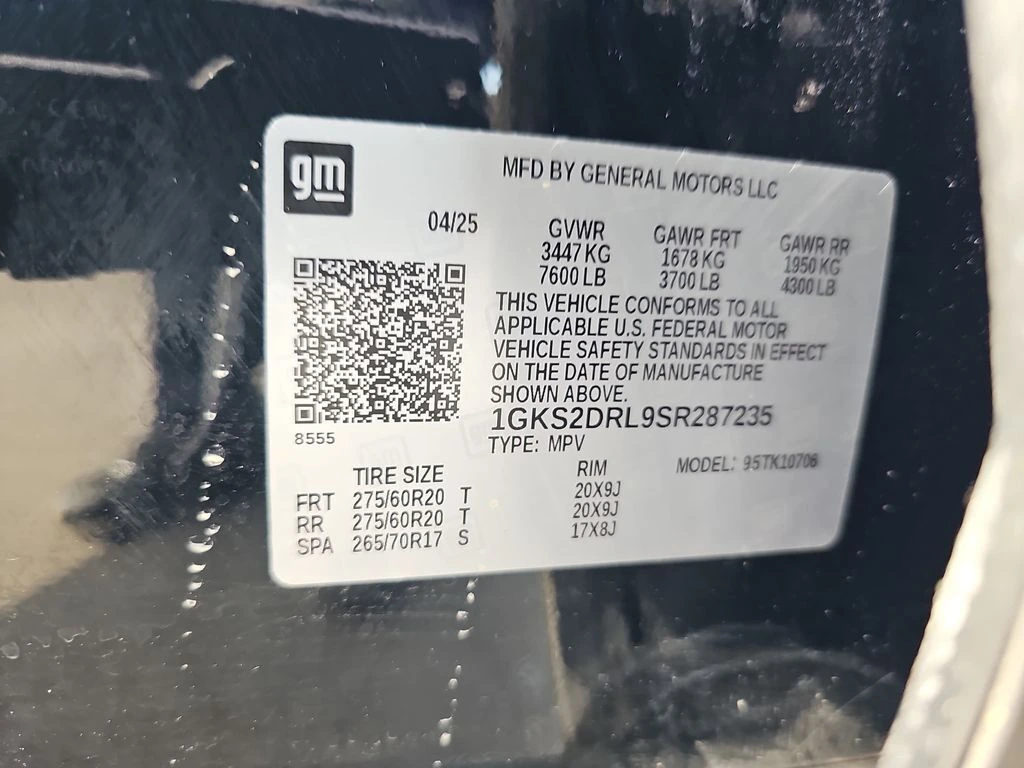 gm
MFD BY GENERAL MOTORS LLC
04/25
GVWR GAWR FRT GAWR RR
3447 KG 1678 KG 1950 KG
7600 LB 3700 LB 4300 LB
THIS VEHICLE CONFORMS TO ALL
APPLICABLE U.S. FEDERAL MOTOR
VEHICLE SAFETY STANDARDS IN EFFECT
ON THE DATE OF MANUFACTURE
SHOWN ABOVE.
1GKS2DRL9SR287235
8555
TYPE: MPV MODEL: 95TK10706
TIRE SIZE RIM
FRT 275/60R20 T 20X9J
RR 275/60R20 T 20X9J
SPA 265/70R17 S 17X8J